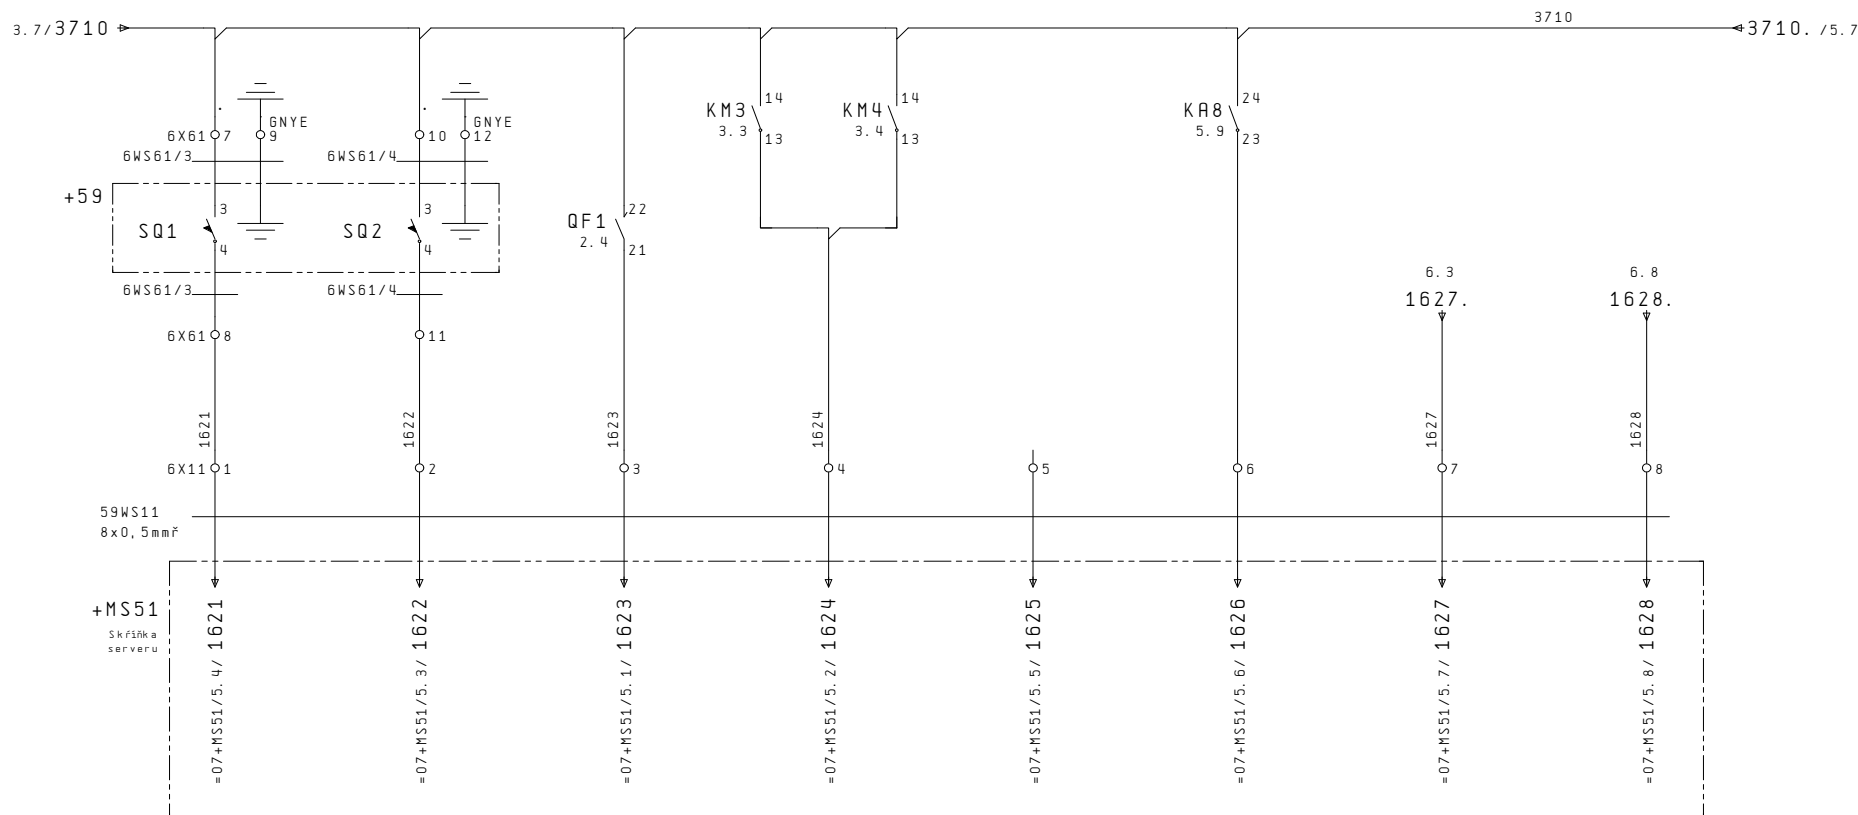 3.7/3710
3710
3710. /5.7
14
14
24
KM3
KM4
KA8
3.3
3.4
5.9
13
13
23
GNYE
GNYE
6X61 7
9
10
12
6WS61/3
6WS61/4
+59
3
3
22
SQ1
SQ2
QF1
2.4
4
4
21
6.3
6.8
6WS61/3
6WS61/4
1627.
1628.
6X61 8
11
1621
1622
1623
1624
1627
1628
6X11 1
2
3
4
5
6
7
8
59WS11
8x0,5mmř
+MS51
Skříňka
serveru
=07+MS51/5.4/ 1621
=07+MS51/5.3/ 1622
=07+MS51/5.1/ 1623
=07+MS51/5.2/ 1624
=07+MS51/5.5/ 1625
=07+MS51/5.6/ 1626
=07+MS51/5.7/ 1627
=07+MS51/5.8/ 1628